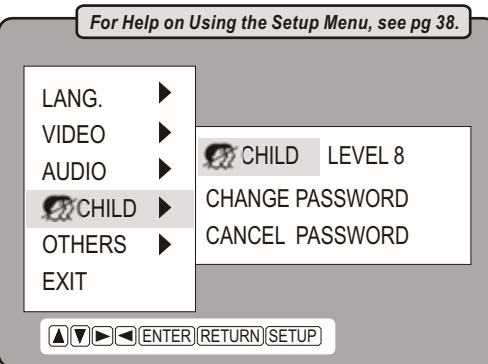 For Help on Using the Setup Menu, see pg 38.
LANG.
VIDEO
AUDIO
CHILD
OTHERS
EXIT
CHILD LEVEL 8
CHANGE PASSWORD
CANCEL PASSWORD
ENTER RETURN SETUP